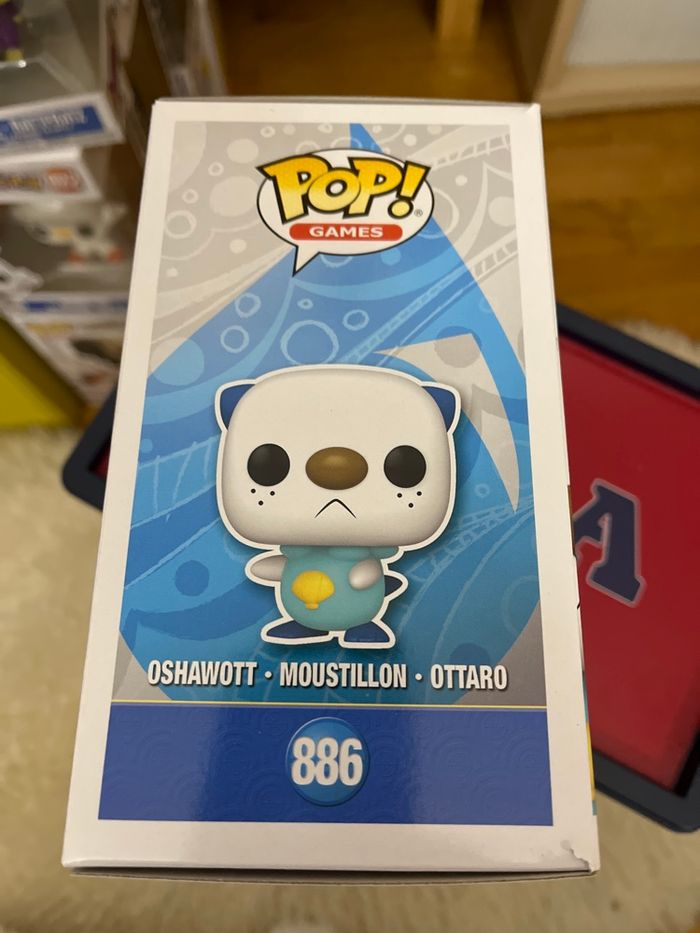 POP!
GAMES
OSHAWOTT • MOUSTILLON • OTTARO
886
A